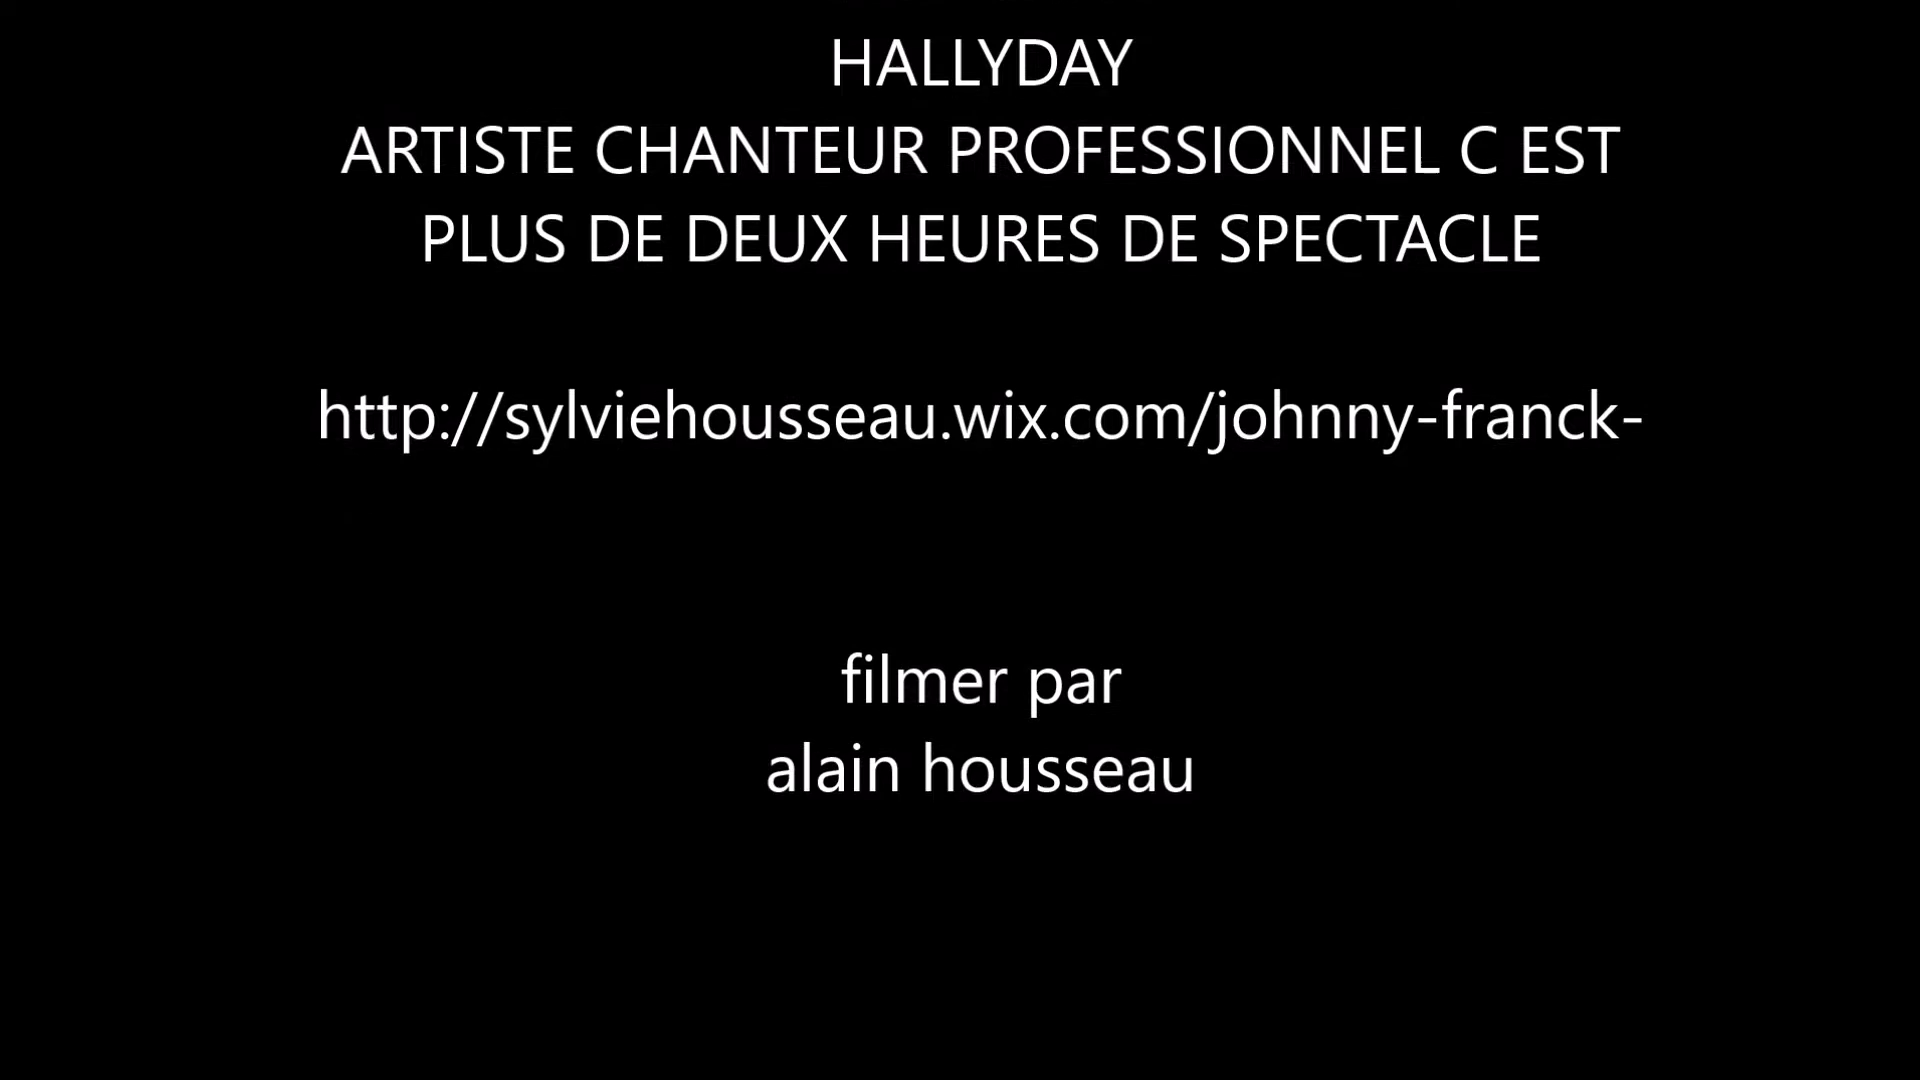 HALLYDAY
ARTISTE CHANTEUR PROFESSIONNEL C EST
PLUS DE DEUX HEURES DE SPECTACLE
http://sylviehousseau.wix.com/johnny-franck-
filmer par
alain housseau